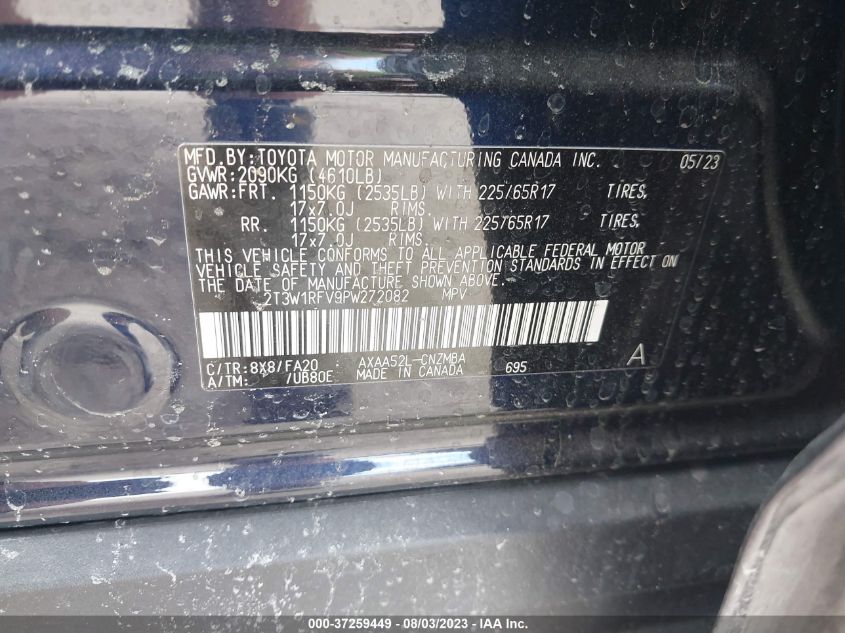 MFD.BY:TOYOTA MOTOR MANUFACTURING CANADA INC. 05/23
GVWR:2090KG (4610LB)
GAWR:FRT. 1150KG (2535LB) WITH 225/65R17 TIRES,
17x7.0J RIMS.
RR. 1150KG (2535LB) WITH 225/65R17 TIRES,
17x7.0J RIMS.
THIS VEHICLE CONFORMS TO ALL APPLICABLE FEDERAL MOTOR
VEHICLE SAFETY AND THEFT PREVENTION STANDARDS IN EFFECT ON
THE DATE OF MANUFACTURE SHOWN ABOVE.
2T3W1RFV9PW272082 MPV
C/TR:8X8/FA20 AXAA52L-CNZMBA 695 A
A/TM: /UB80E MADE IN CANADA
000-37259449 - 08/03/2023 - IAA Inc.